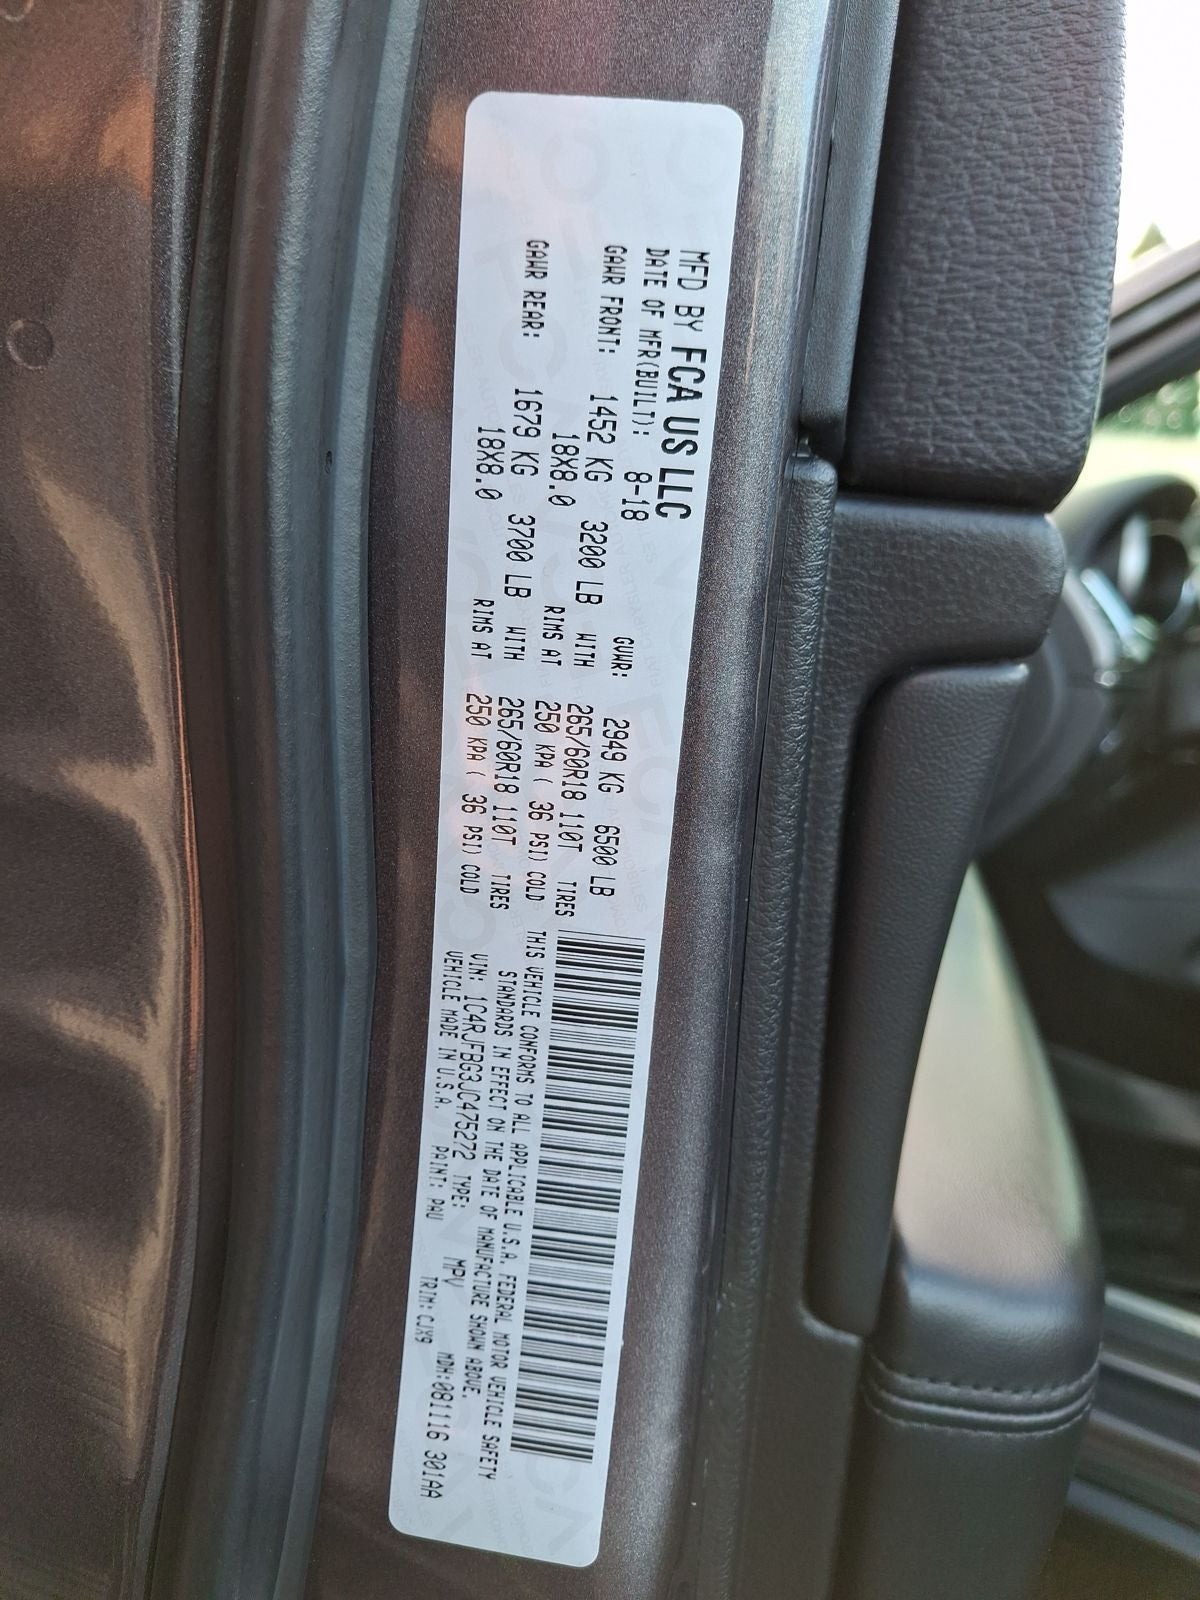 MFD BY FCA US LLC
DATE OF MFR(BUILT): 8-18 GVWR: 2949 KG 6500 LB
GAWR FRONT: 1452 KG 3200 LB WITH 265/60R18 110T TIRES
18X8.0 RIMS AT 250 KPA ( 36 PSI) COLD
GAWR REAR: 1679 KG 3700 LB WITH 265/60R18 110T TIRES
18X8.0 RIMS AT 250 KPA ( 36 PSI) COLD
THIS VEHICLE CONFORMS TO ALL APPLICABLE U.S.A. FEDERAL MOTOR VEHICLE SAFETY
STANDARDS IN EFFECT ON THE DATE OF MANUFACTURE SHOWN ABOVE.
VIN: 1C4RJFBG3JC475272 TYPE: MPV MDH:081116 301AA
VEHICLE MADE IN U.S.A. PAINT: PAU TRIM:CJX9